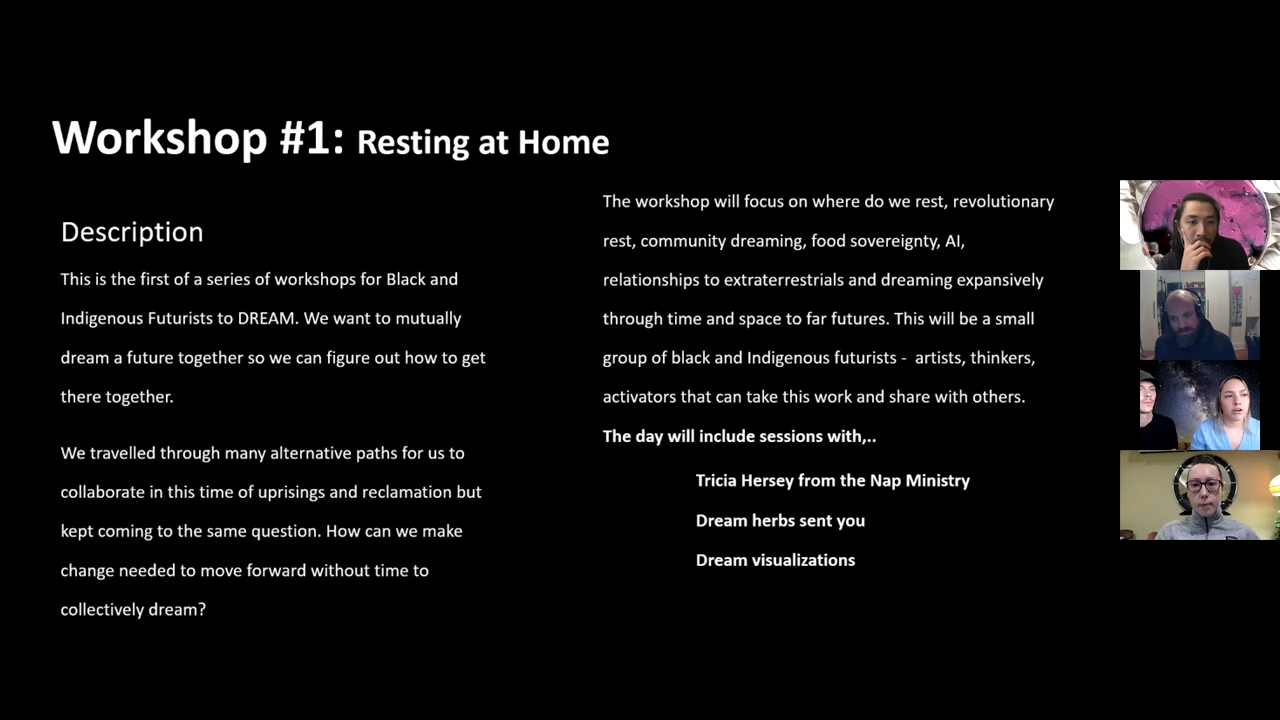 Workshop #1: Resting at Home
Description
This is the first of a series of workshops for Black and
Indigenous Futurists to DREAM. We want to mutually
dream a future together so we can figure out how to get
there together.
We travelled through many alternative paths for us to
collaborate in this time of uprisings and reclamation but
kept coming to the same question. How can we make
change needed to move forward without time to
collectively dream?
The workshop will focus on where do we rest, revolutionary
rest, community dreaming, food sovereignty, AI,
relationships to extraterrestrials and dreaming expansively
through time and space to far futures. This will be a small
group of black and Indigenous futurists - artists, thinkers,
activators that can take this work and share with others.
The day will include sessions with,..
Tricia Hersey from the Nap Ministry
Dream herbs sent you
Dream visualizations